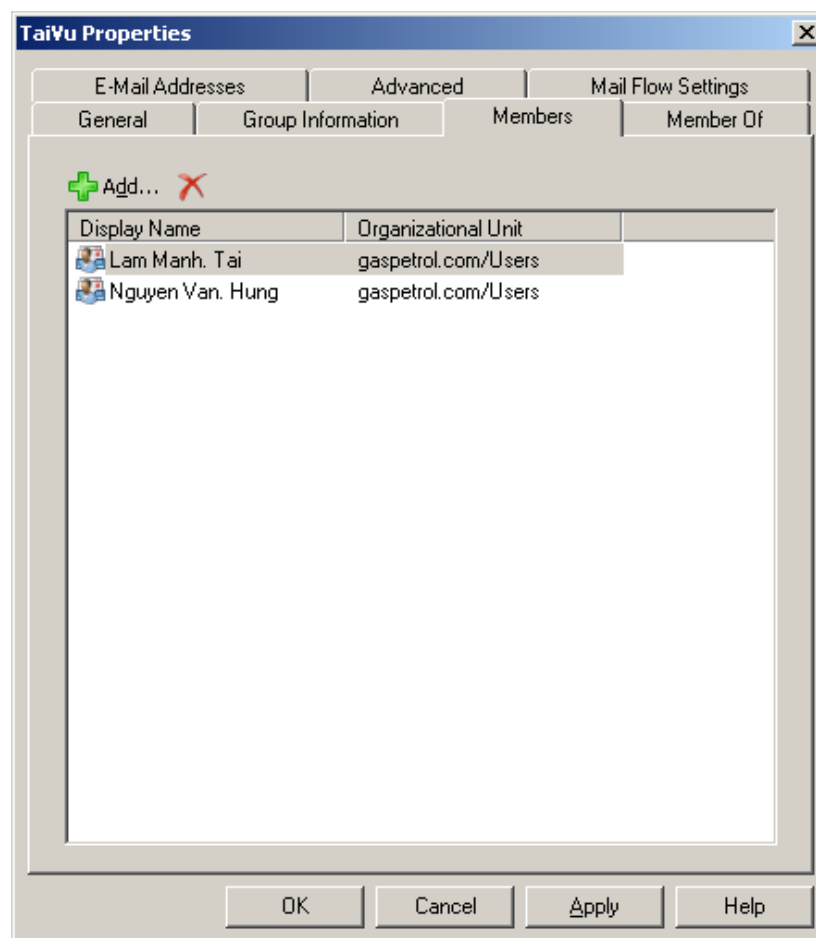 TaiVu Properties
E-Mail Addresses Advanced Mail Flow Settings
General Group Information Members Member Of
Add...
Display Name Organizational Unit
Lam Manh. Tai gaspetrol.com/Users
Nguyen Van. Hung gaspetrol.com/Users
OK Cancel Apply Help